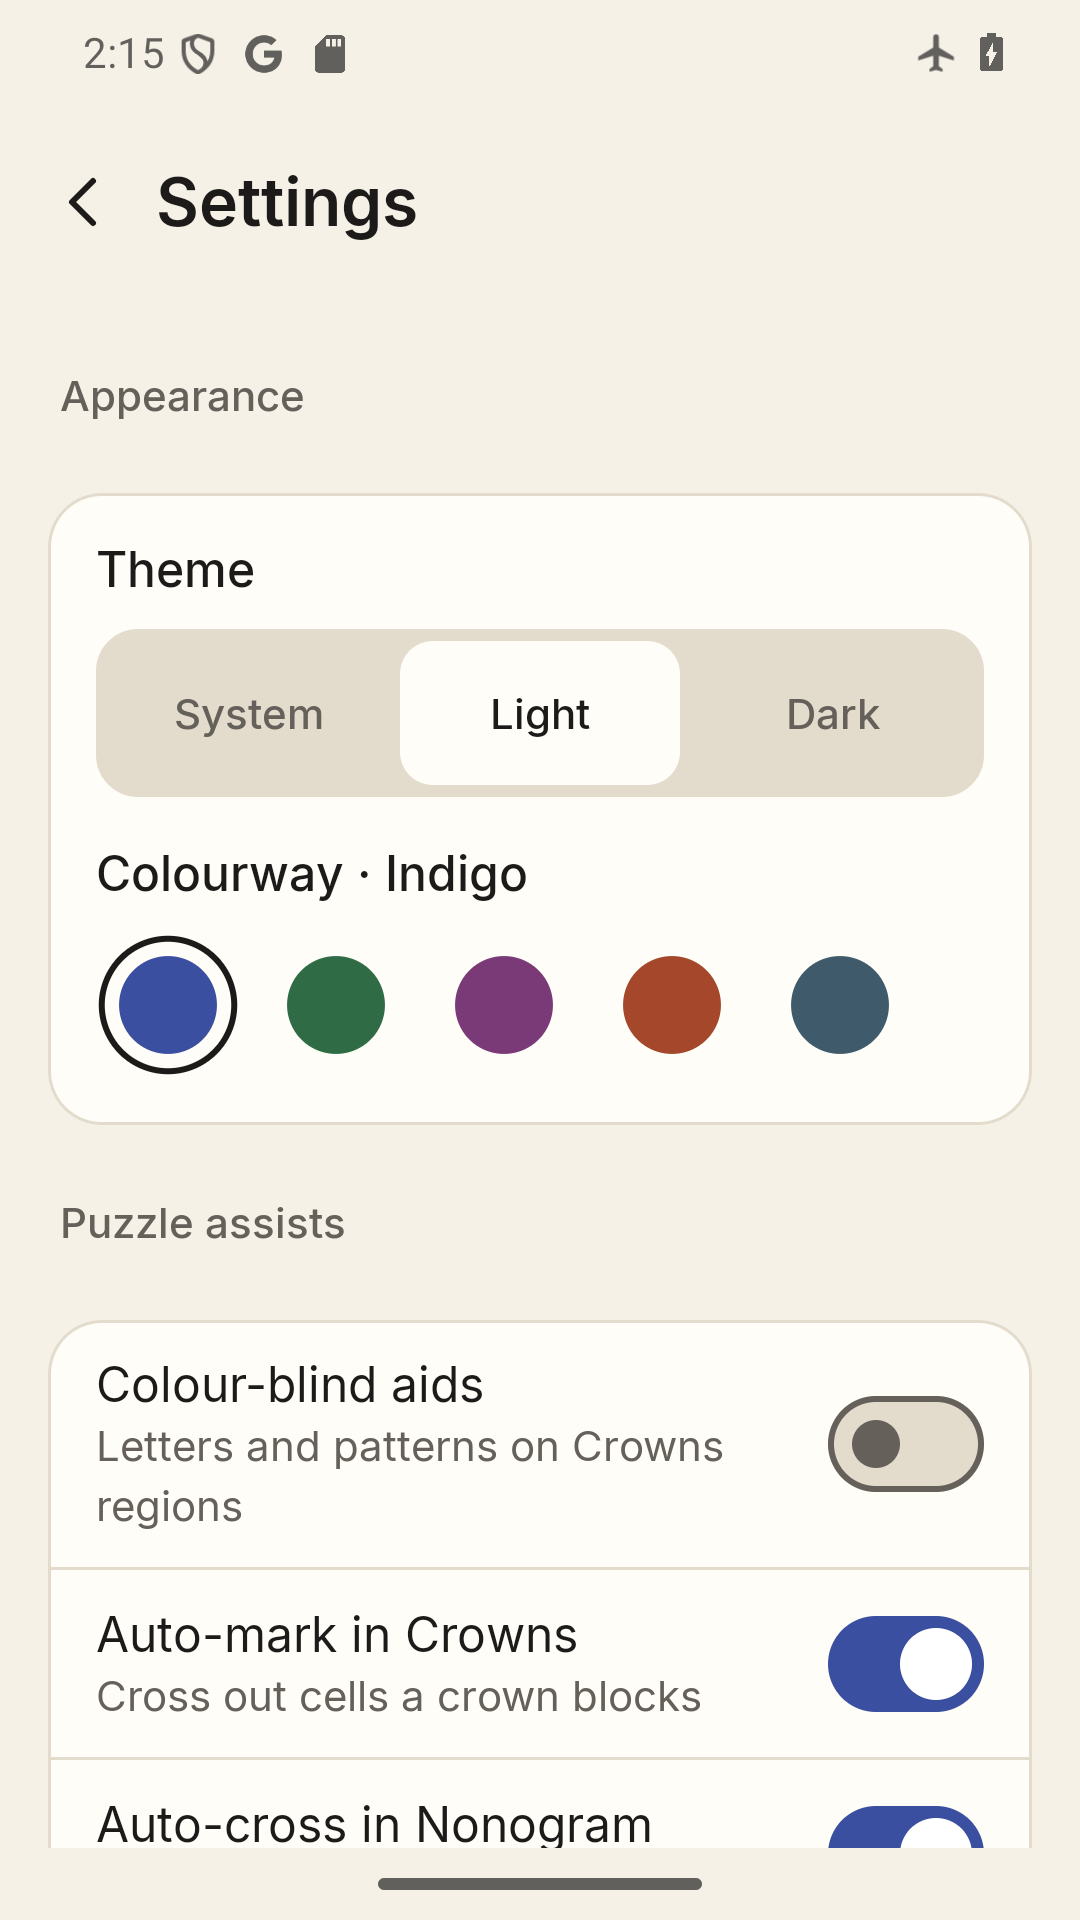 2:15
Settings
Appearance
Theme
System Light Dark
Colourway · Indigo
Puzzle assists
Colour-blind aids
Letters and patterns on Crowns
regions
Auto-mark in Crowns
Cross out cells a crown blocks
Auto-cross in Nonogram